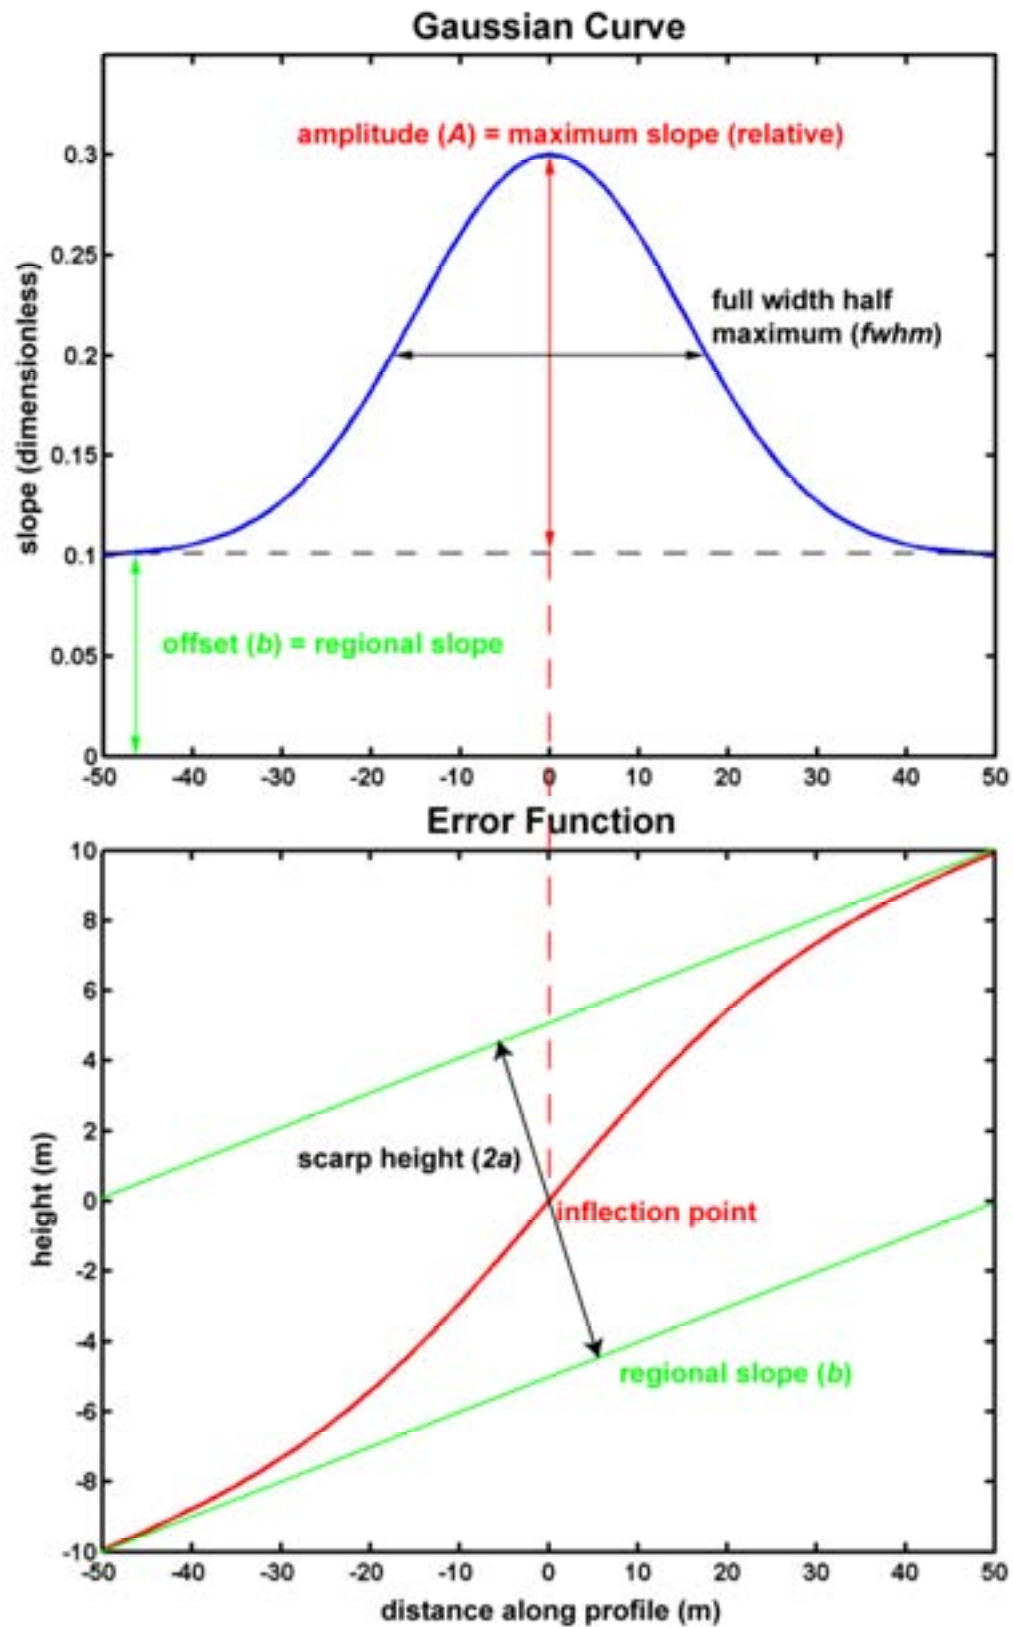 Gaussian Curve
amplitude (A) = maximum slope (relative)
0.3
0.25
full width half
maximum (fwhm)
0.2
slope (dimensionless)
0.15
0.1
offset (b) = regional slope
0.05
0
-50 -40 -30 -20 -10 0 10 20 30 40 50
Error Function
10
8
6
4
2
scarp height (2a)
height (m)
0
inflection point
-2
-4
regional slope (b)
-6
-8
-10
-50 -40 -30 -20 -10 0 10 20 30 40 50
distance along profile (m)